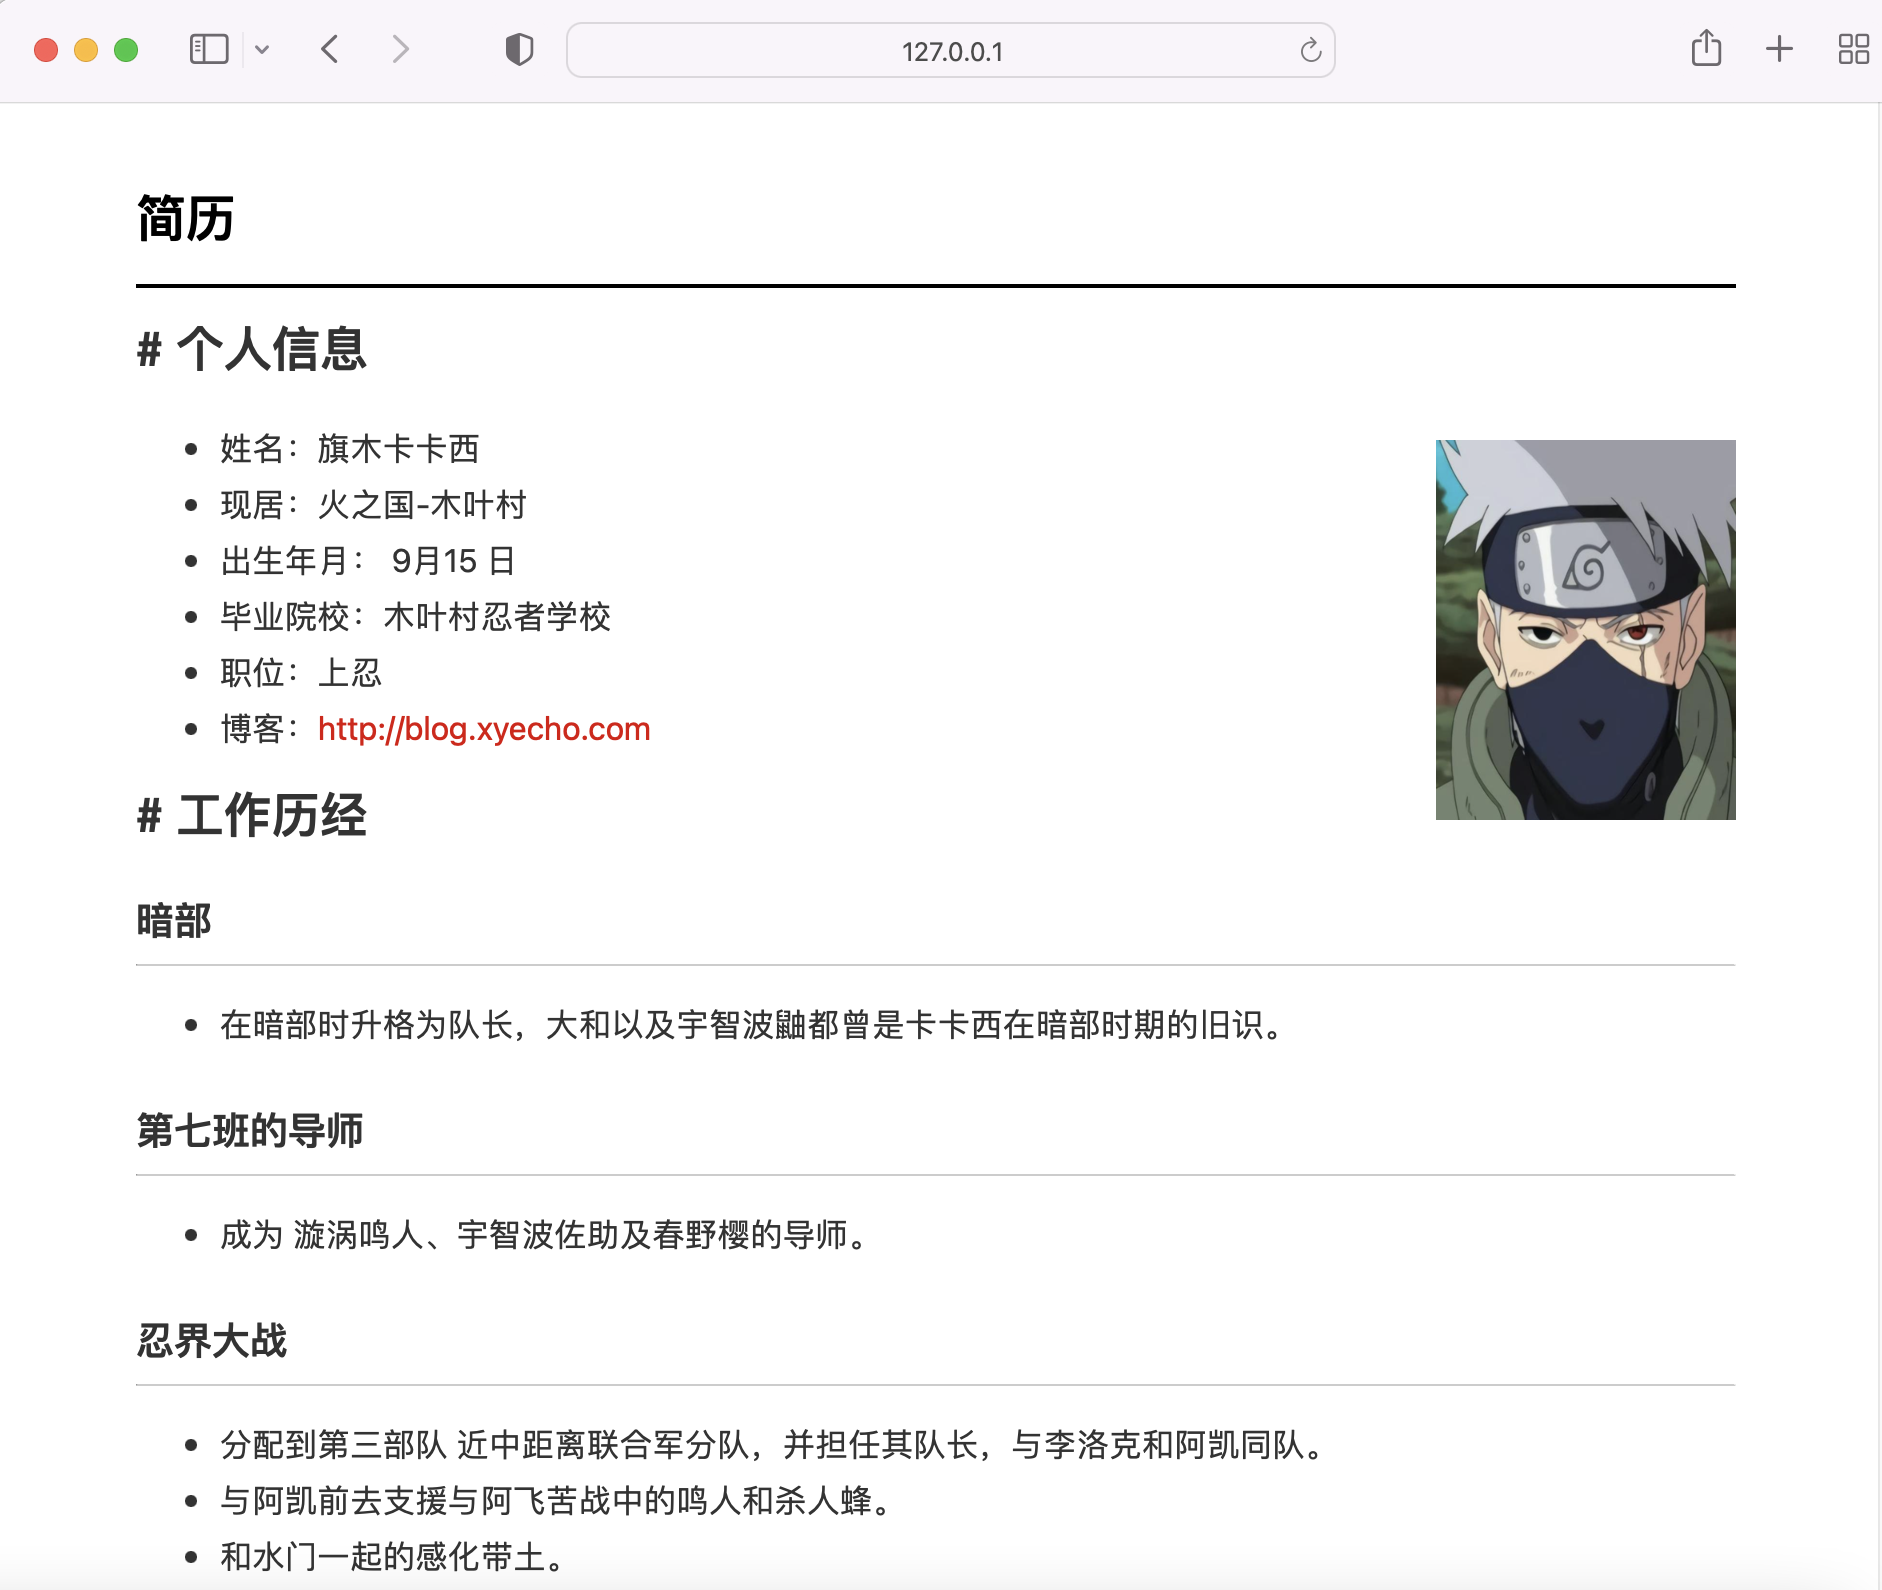 127.0.0.1
简历
# 个人信息
姓名：旗木卡卡西
现居：火之国-木叶村
出生年月： 9月15 日
毕业院校：木叶村忍者学校
职位：上忍
博客：http://blog.xyecho.com
# 工作历经
暗部
在暗部时升格为队长，大和以及宇智波鼬都曾是卡卡西在暗部时期的旧识。
第七班的导师
成为 漩涡鸣人、宇智波佐助及春野樱的导师。
忍界大战
分配到第三部队 近中距离联合军分队，并担任其队长，与李洛克和阿凯同队。
与阿凯前去支援与阿飞苦战中的鸣人和杀人蜂。
和水门一起的感化带土。